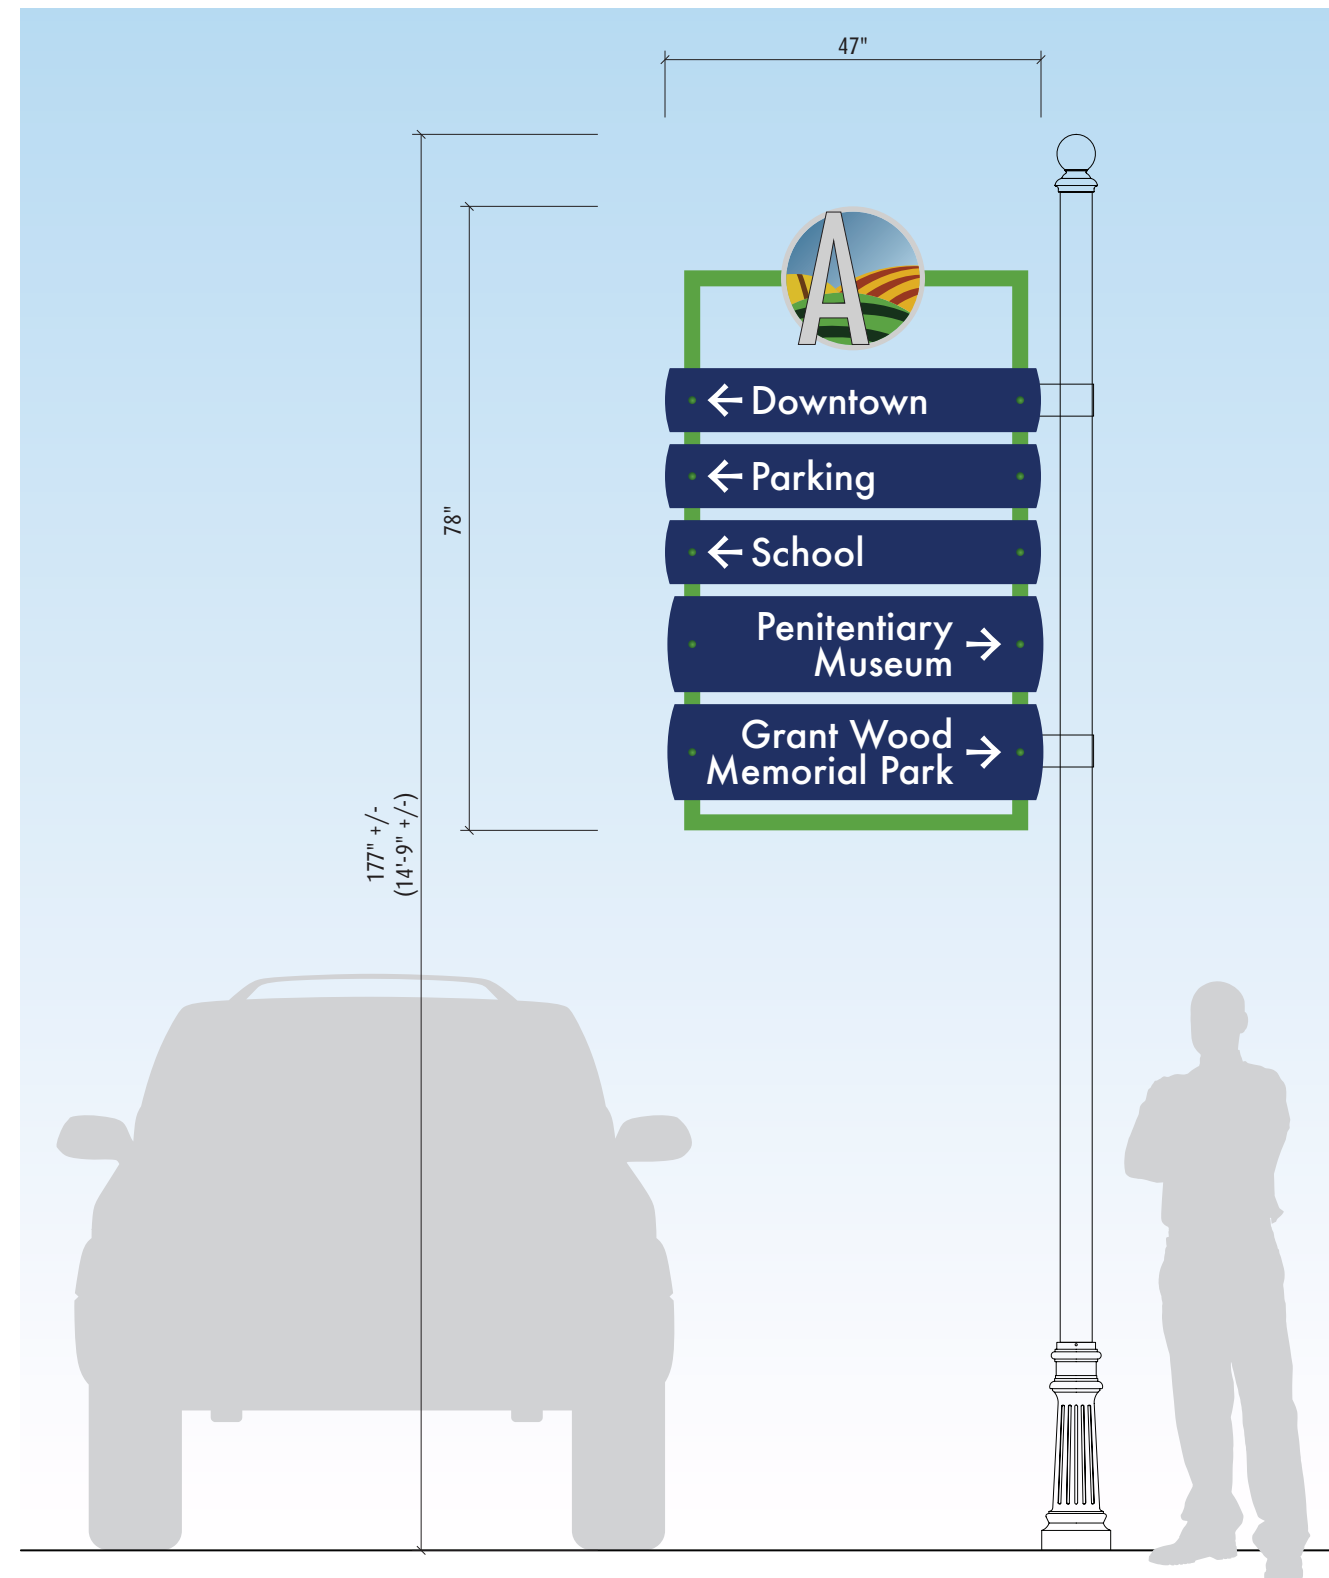 47"
A
← Downtown
← Parking
← School
78"
Penitentiary →
Museum
Grant Wood →
Memorial Park
177" +/-
(14'-9" +/-)